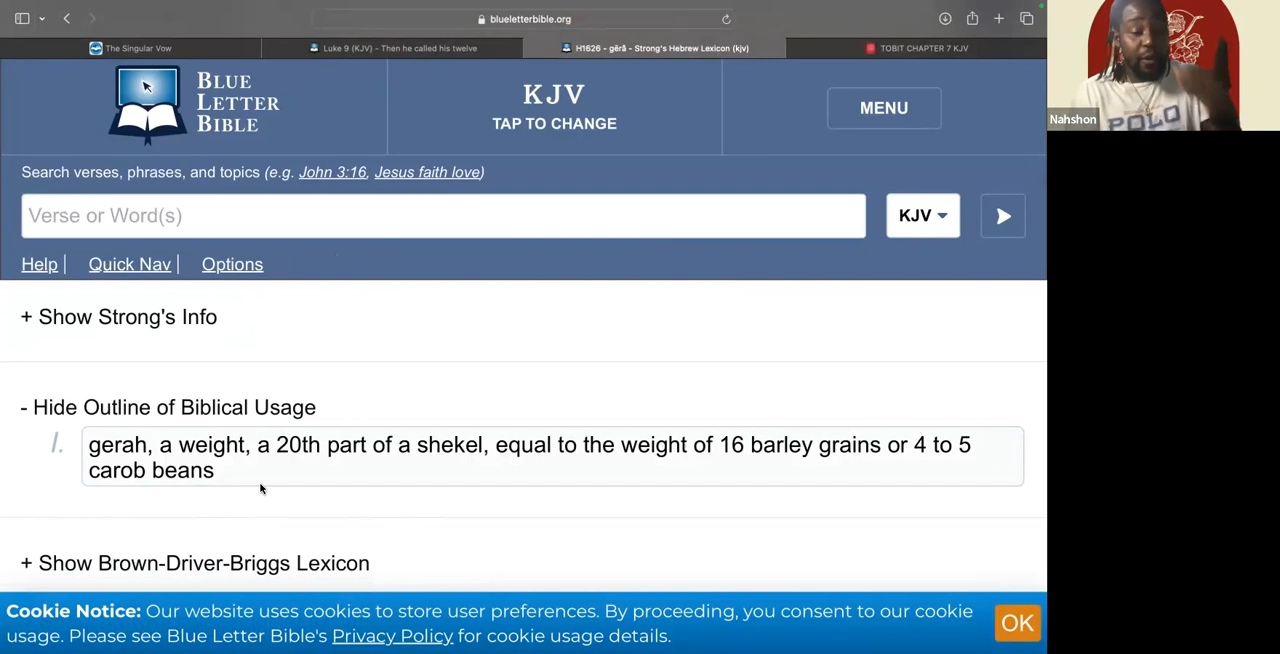 blueletterbible.org
The Singular Vow
Luke 9 (KJV) - Then he called his twelve
H1626 - gērâ - Strong's Hebrew Lexicon (kjv)
TOBIT CHAPTER 7 KJV
BLUE
LETTER
BIBLE
KJV
TAP TO CHANGE
MENU
Search verses, phrases, and topics (e.g. John 3:16, Jesus faith love)
Verse or Word(s)
KJV
Help | Quick Nav | Options
+ Show Strong's Info
- Hide Outline of Biblical Usage
I. gerah, a weight, a 20th part of a shekel, equal to the weight of 16 barley grains or 4 to 5
carob beans
+ Show Brown-Driver-Briggs Lexicon
Cookie Notice: Our website uses cookies to store user preferences. By proceeding, you consent to our cookie
usage. Please see Blue Letter Bible's Privacy Policy for cookie usage details.
OK
Nahshon
POLO